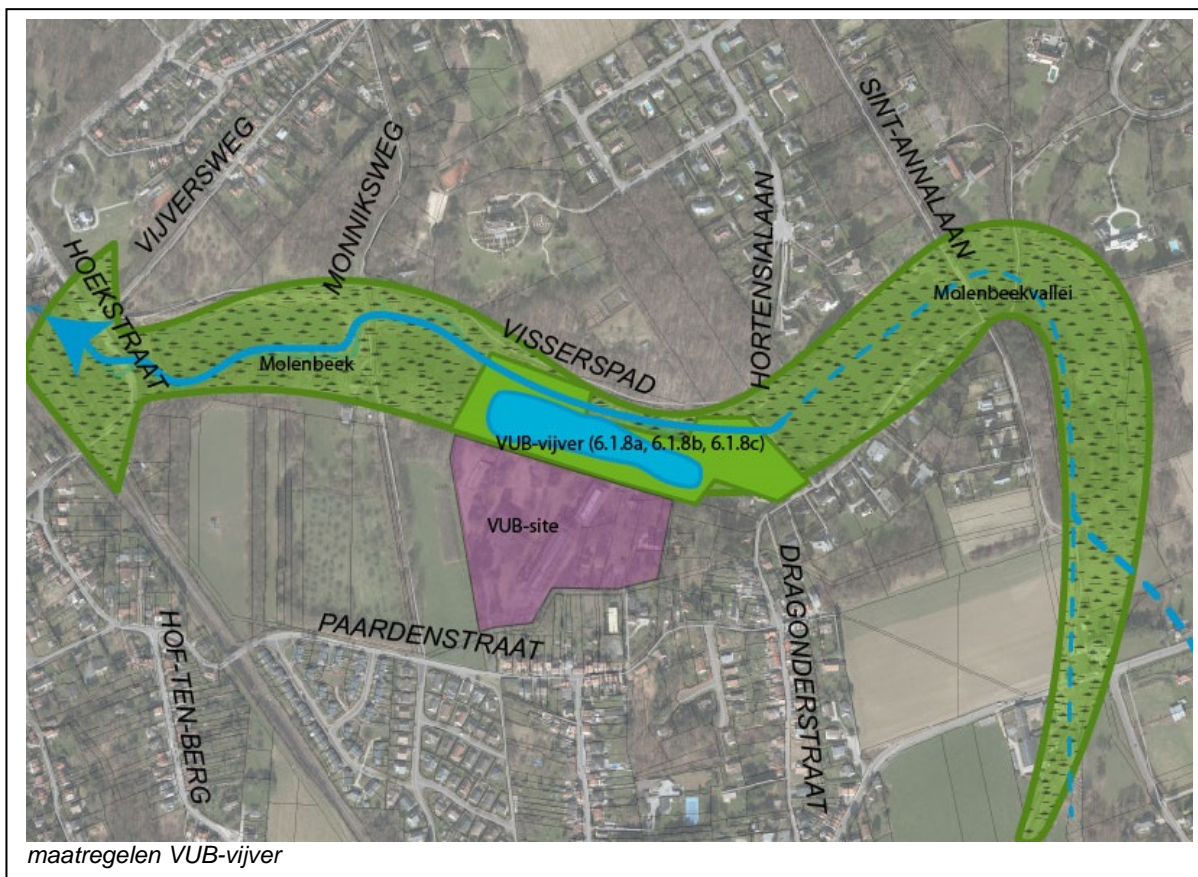 SINT-ANNALAAN
VIJVERSWEG
MONNIKSWEG
HORTENSIALAAN
HOEKSTRAAT
Molenbeekvallei
VISSERSPAD
Molenbeek
VUB-vijver (6.1.8a, 6.1.8b, 6.1.8c)
VUB-site
DRAGONDERSTRAAT
PAARDENSTRAAT
HOF-TEN-BERG
maatregelen VUB-vijver